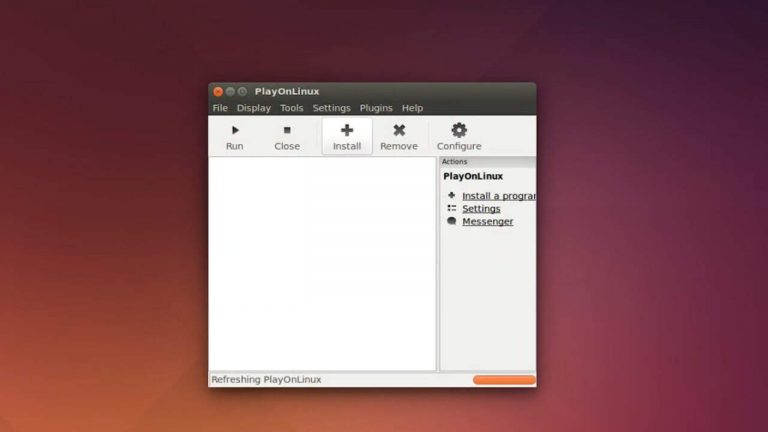 PlayOnLinux
File Display Tools Settings Plugins Help
Run Close Install Remove Configure
Actions
PlayOnLinux
Install a progra
Settings
Messenger
Refreshing PlayOnLinux